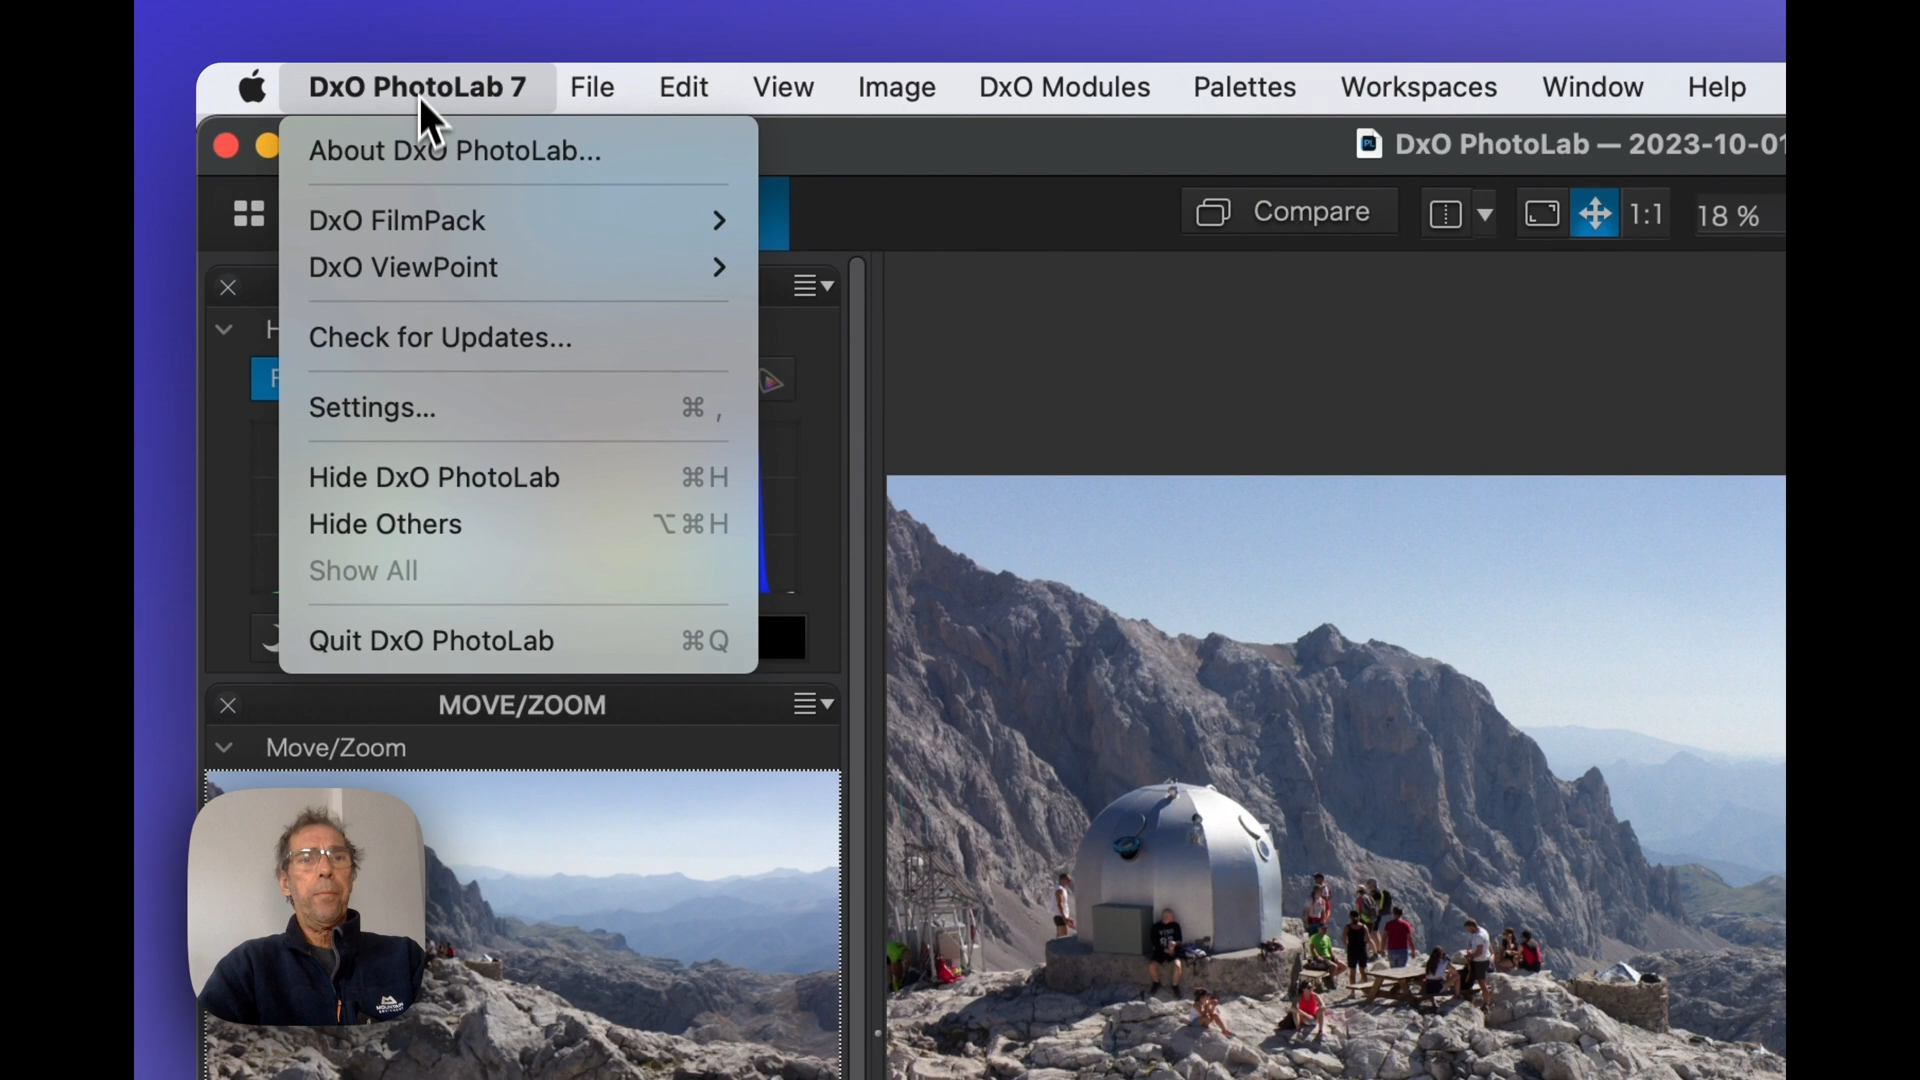 DxO PhotoLab 7 File Edit View Image DxO Modules Palettes Workspaces Window Help
DxO PhotoLab — 2023-10-01
About DxO PhotoLab...
Compare
1:1
18 %
DxO FilmPack
DxO ViewPoint
Check for Updates...
Settings... ⌘ ,
Hide DxO PhotoLab ⌘H
Hide Others ⌥⌘H
Show All
Quit DxO PhotoLab ⌘Q
MOVE/ZOOM
Move/Zoom
MOUNTAIN